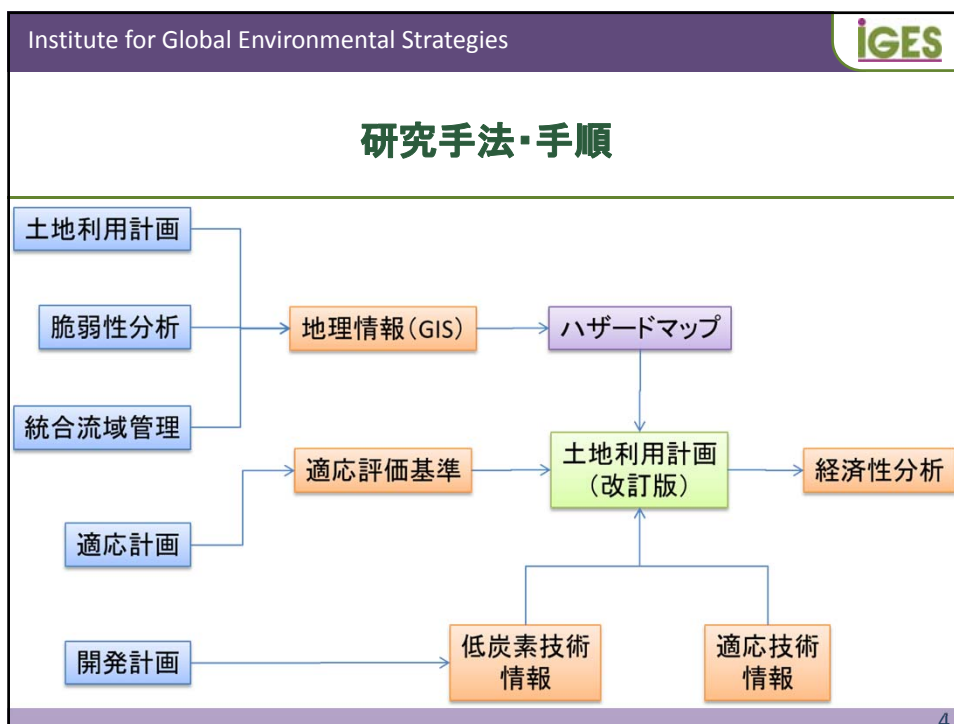 Institute for Global Environmental Strategies
iGES
研究手法・手順
土地利用計画
脆弱性分析
地理情報（GIS）
ハザードマップ
統合流域管理
適応評価基準
土地利用計画
（改訂版）
経済性分析
適応計画
開発計画
低炭素技術
情報
適応技術
情報
4